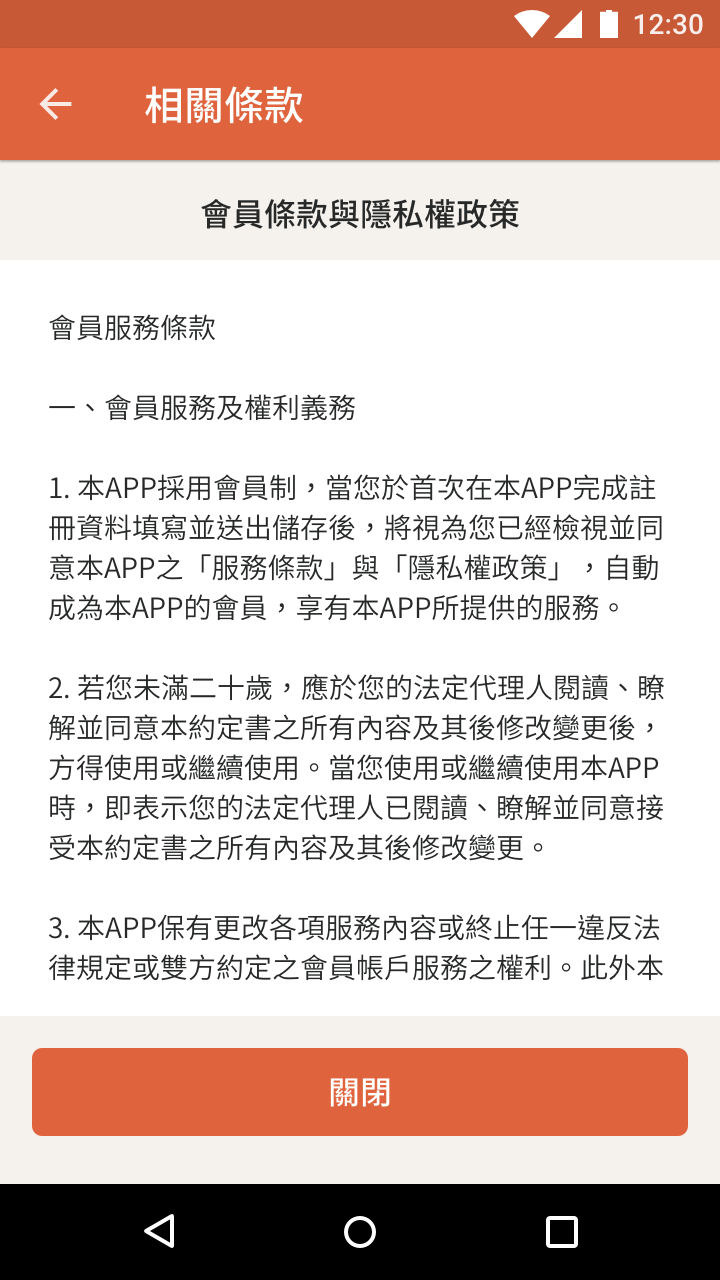 12:30
相關條款
會員條款與隱私權政策
會員服務條款
一、會員服務及權利義務
1. 本APP採用會員制，當您於首次在本APP完成註
冊資料填寫並送出儲存後，將視為您已經檢視並同
意本APP之「服務條款」與「隱私權政策」，自動
成為本APP的會員，享有本APP所提供的服務。
2. 若您未滿二十歲，應於您的法定代理人閱讀、瞭
解並同意本約定書之所有內容及其後修改變更後，
方得使用或繼續使用。當您使用或繼續使用本APP
時，即表示您的法定代理人已閱讀、瞭解並同意接
受本約定書之所有內容及其後修改變更。
3. 本APP保有更改各項服務內容或終止任一違反法
律規定或雙方約定之會員帳戶服務之權利。此外本
關閉